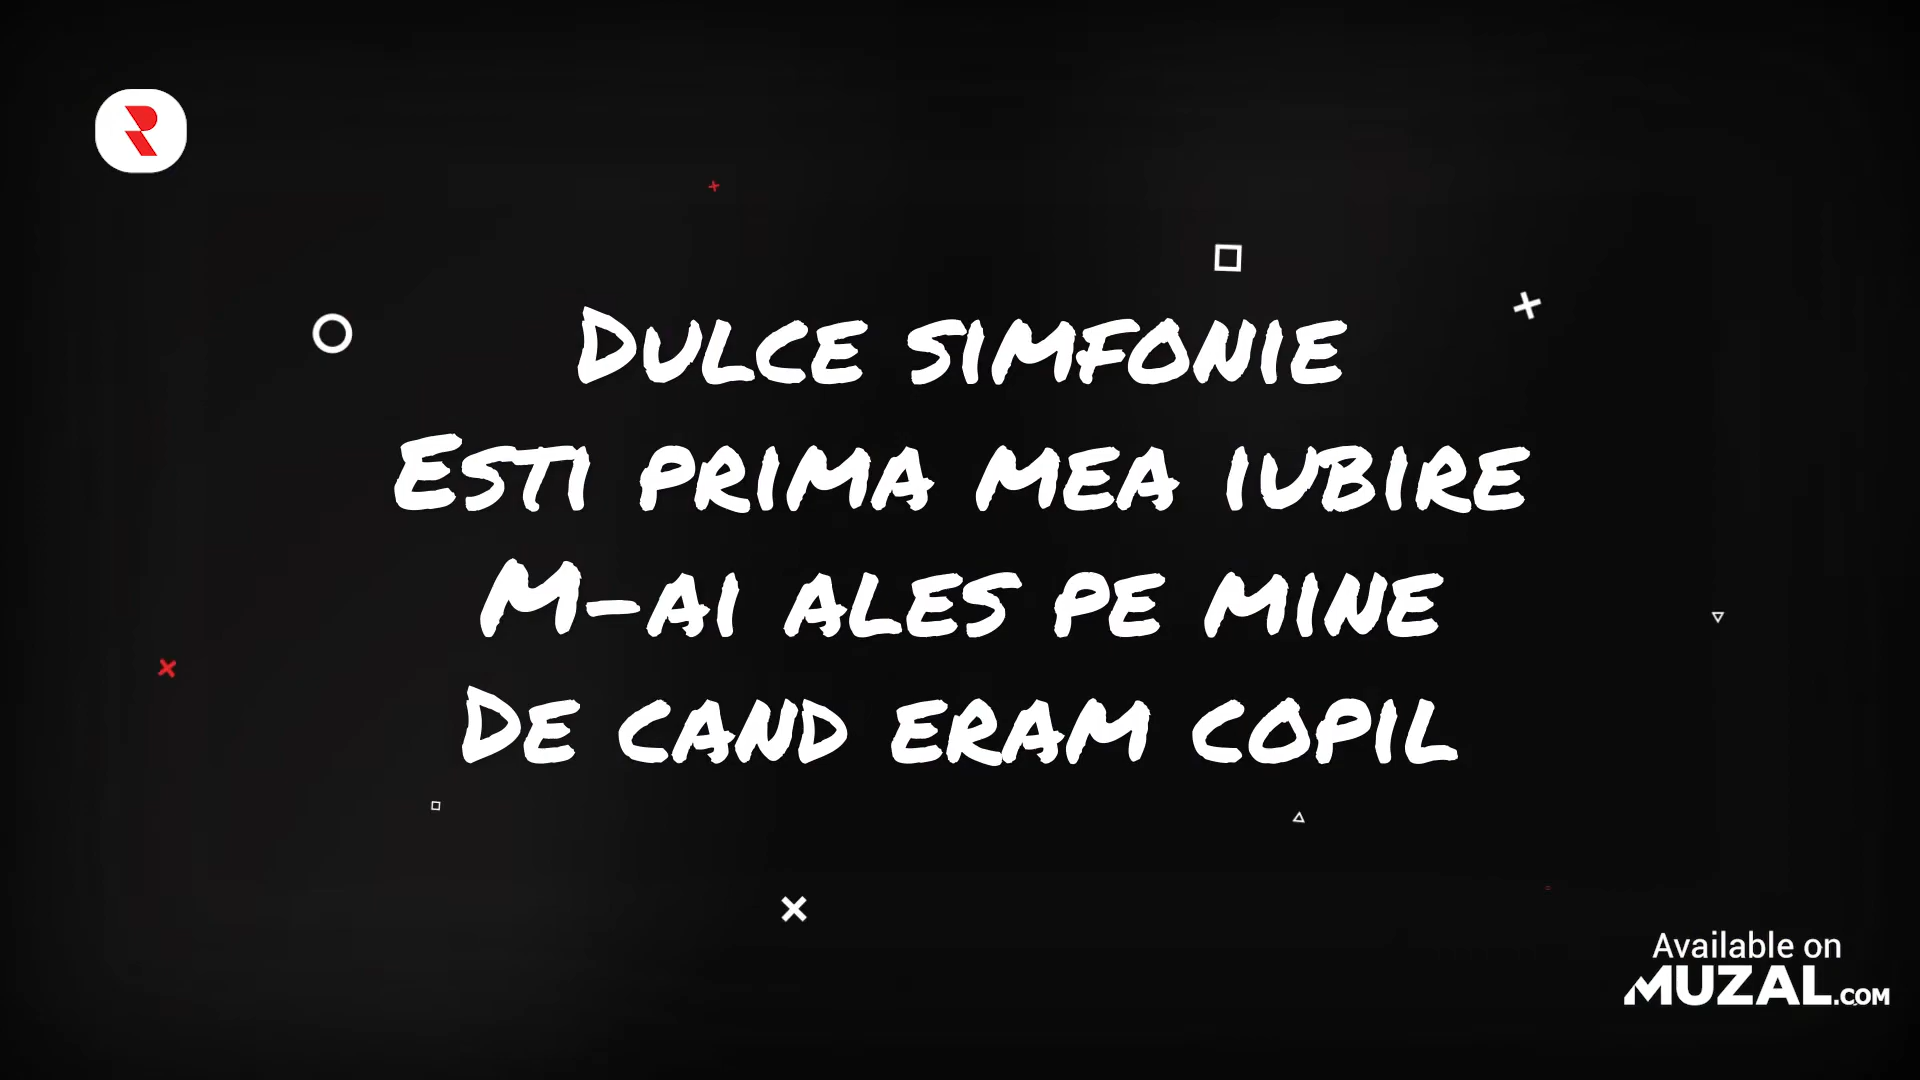 Dulce simfonie
Esti prima mea iubire
M-ai ales pe mine
De cand eram copil
R
Available on
MUZAL.COM